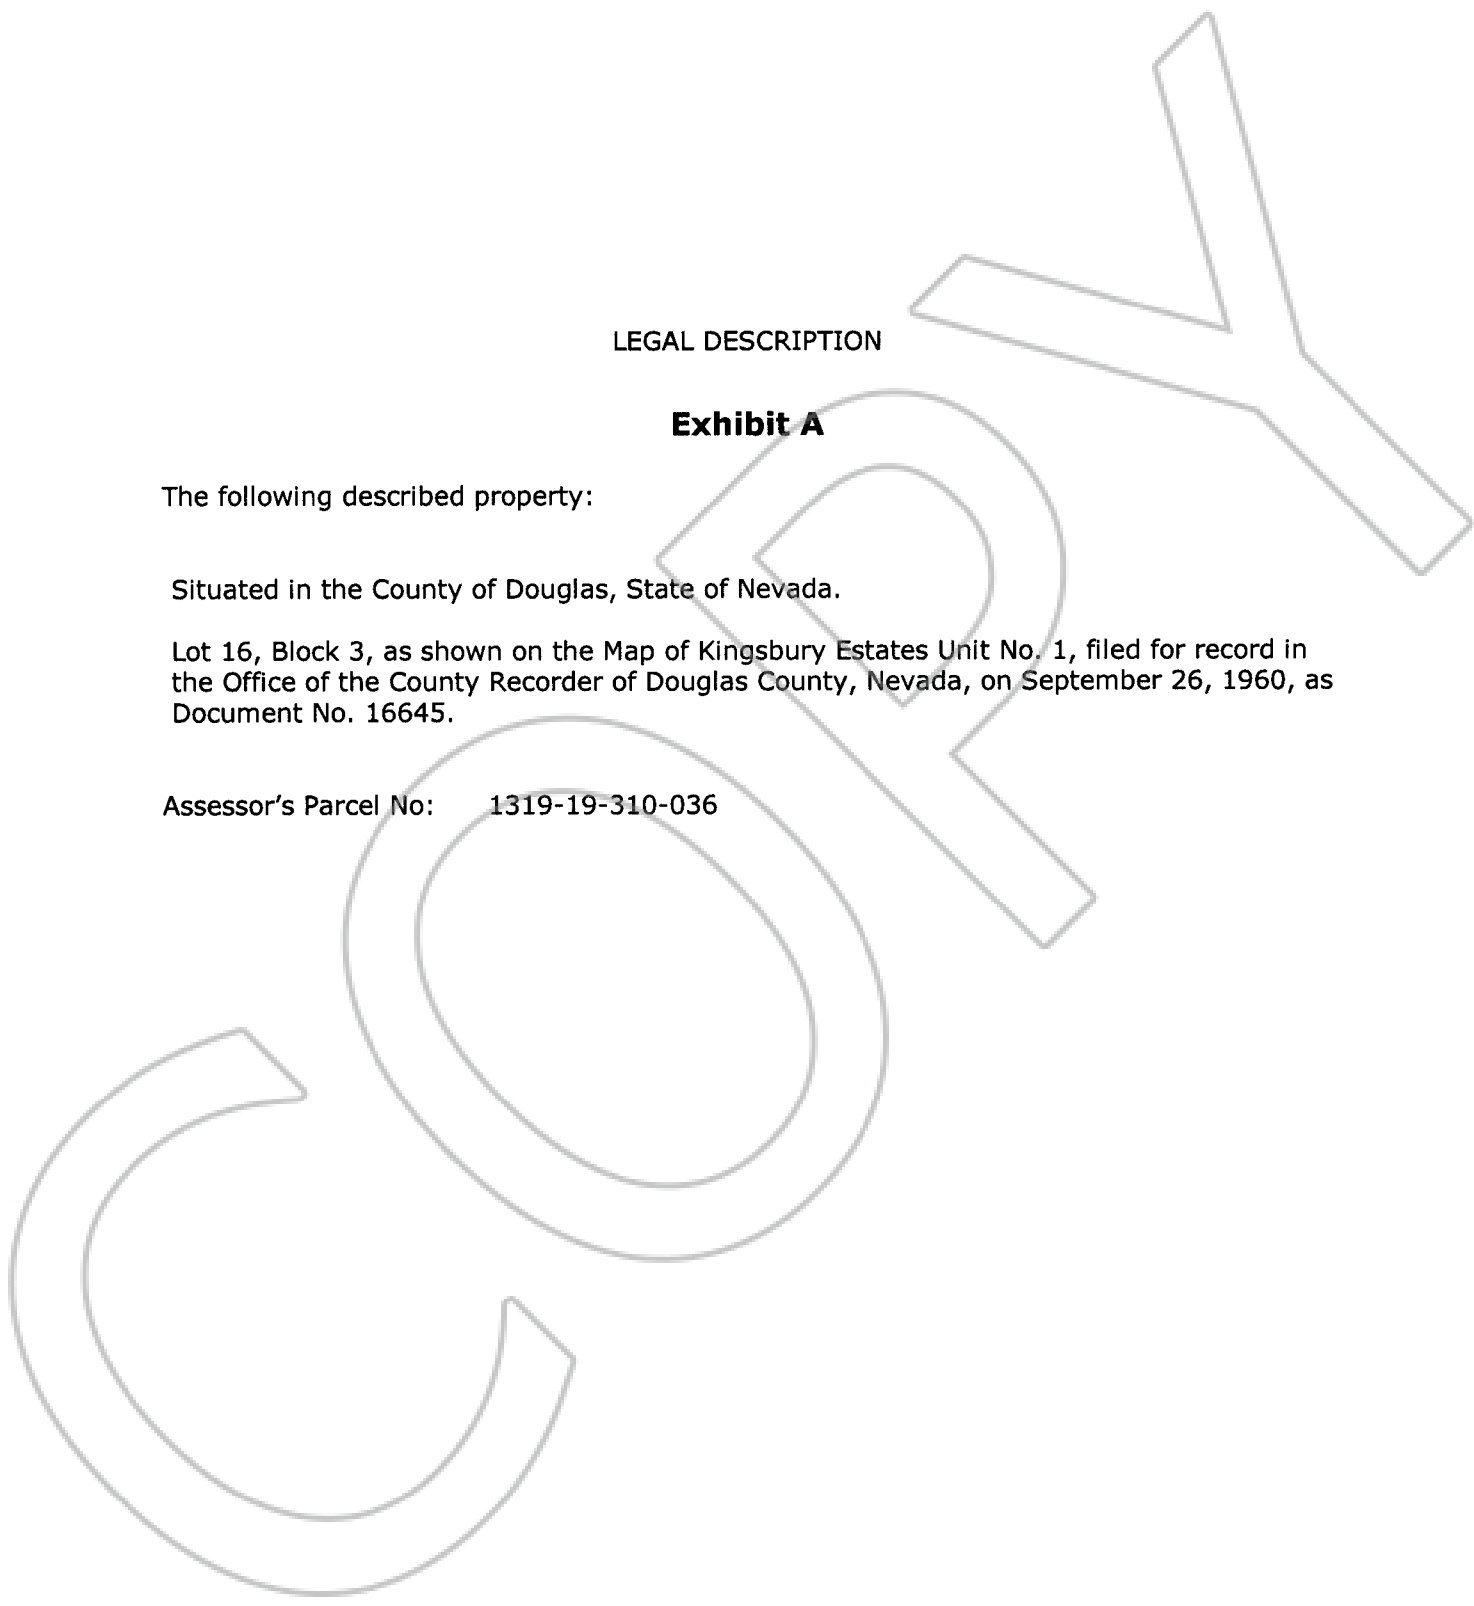 LEGAL DESCRIPTION
Exhibit A
The following described property:
Situated in the County of Douglas, State of Nevada.
Lot 16, Block 3, as shown on the Map of Kingsbury Estates Unit No. 1, filed for record in
the Office of the County Recorder of Douglas County, Nevada, on September 26, 1960, as
Document No. 16645.
Assessor's Parcel No: 1319-19-310-036
COPY